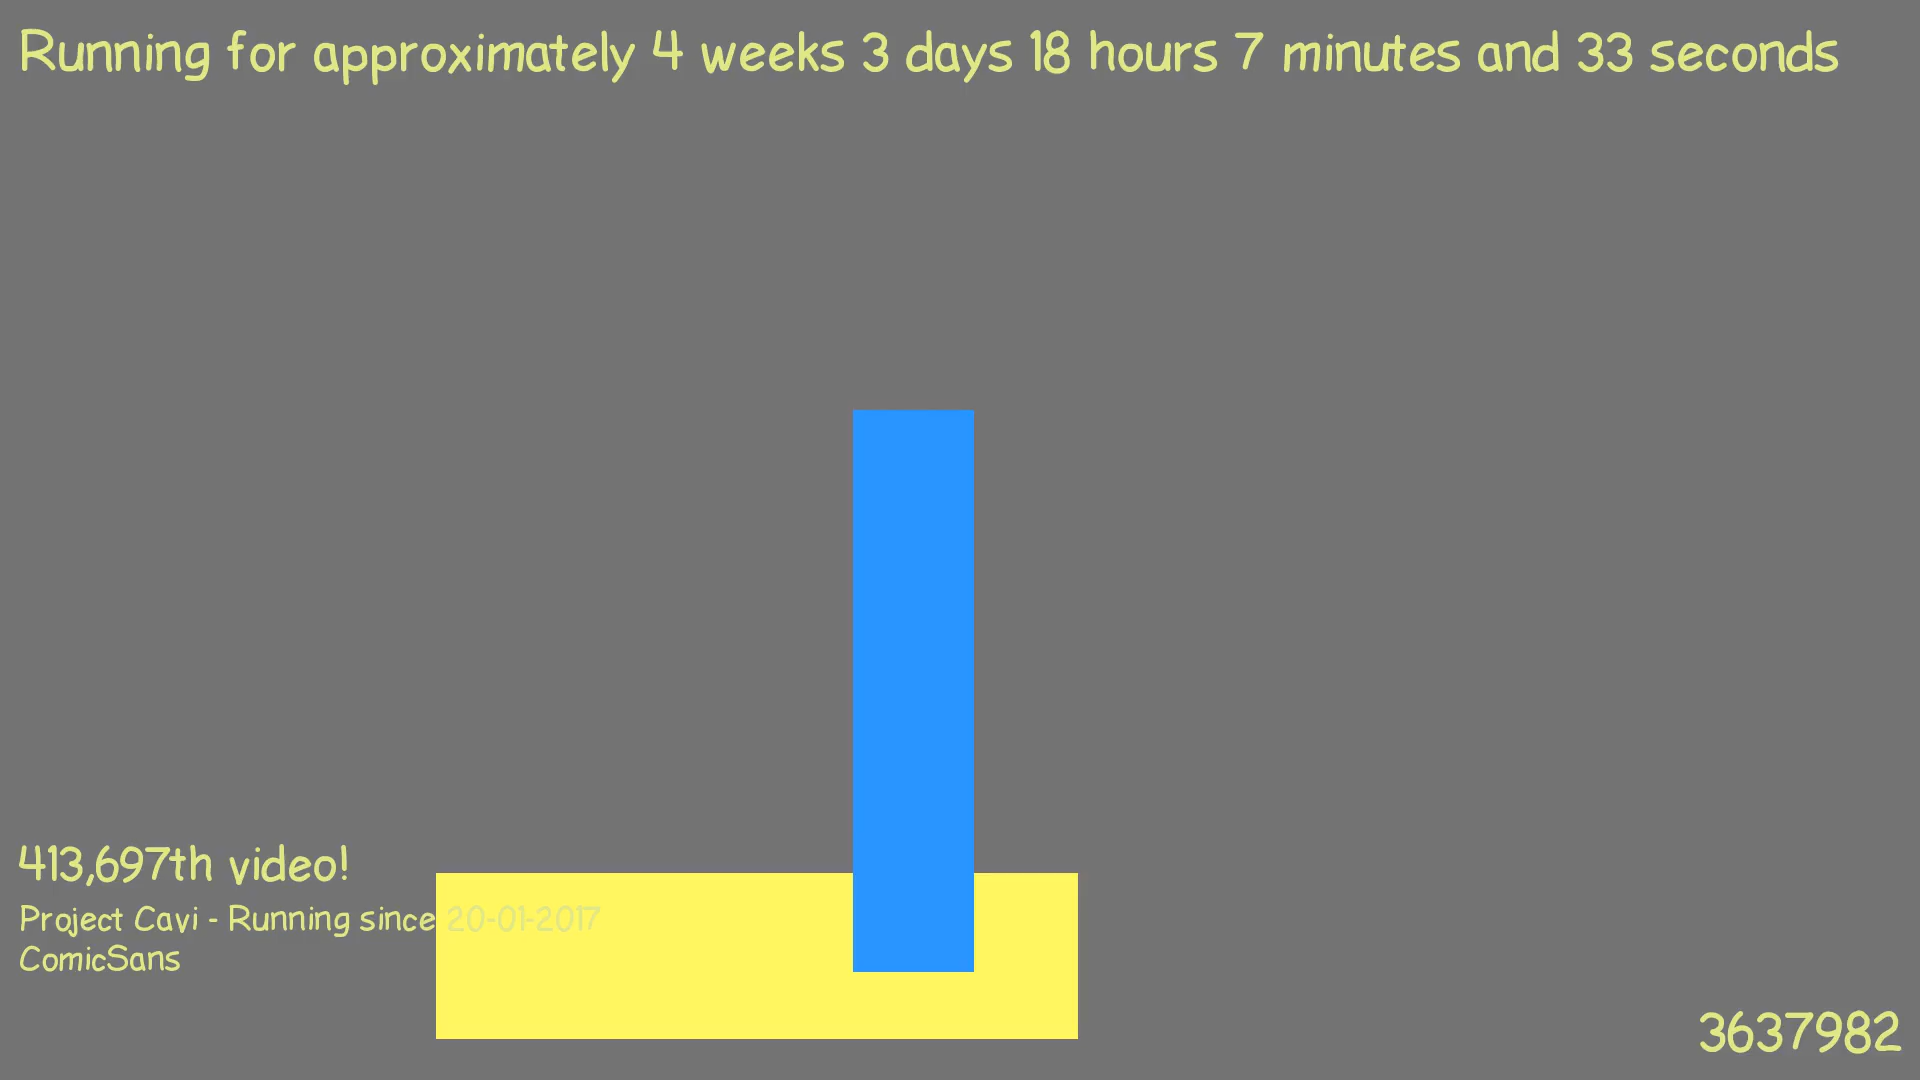 Running for approximately 4 weeks 3 days 18 hours 7 minutes and 33 seconds
413,697th video!
Project Cavi - Running since 20-01-2017
ComicSans
3637982